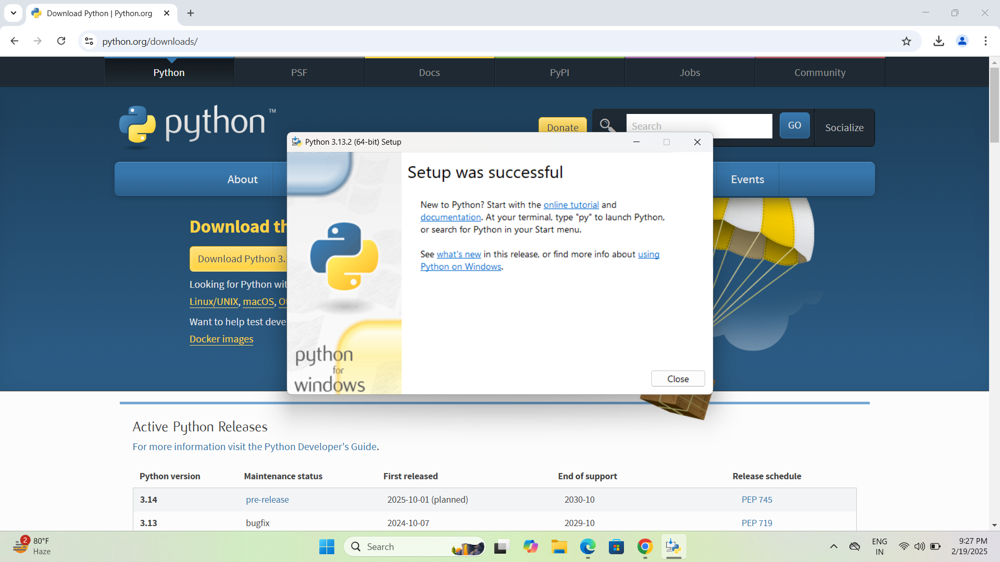 Download Python | Python.org
python.org/downloads/
Python
PSF
Docs
PyPI
Jobs
Community
python™
Donate
Search
GO
Socialize
About
Events
Python 3.13.2 (64-bit) Setup
Setup was successful
New to Python? Start with the online tutorial and
documentation. At your terminal, type "py" to launch Python,
or search for Python in your Start menu.
See what's new in this release, or find more info about using
Python on Windows.
python
for
windows
Close
Download th
Download Python 3.
Looking for Python wit
Linux/UNIX, macOS, Ot
Want to help test deve
Docker images
Active Python Releases
For more information visit the Python Developer's Guide.
Python version Maintenance status First released End of support Release schedule
3.14 pre-release 2025-10-01 (planned) 2030-10 PEP 745
3.13 bugfix 2024-10-07 2029-10 PEP 719
2
80°F
Haze
Search
ENG
IN
9:27 PM
2/19/2025